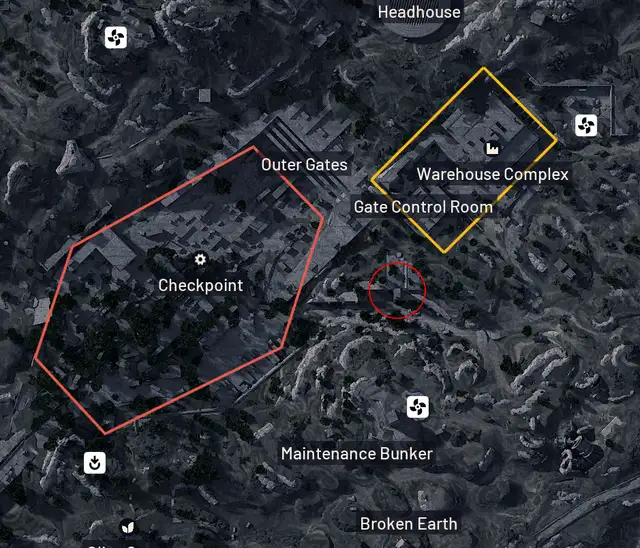 Headhouse
Outer Gates
Warehouse Complex
Gate Control Room
Checkpoint
Maintenance Bunker
Broken Earth